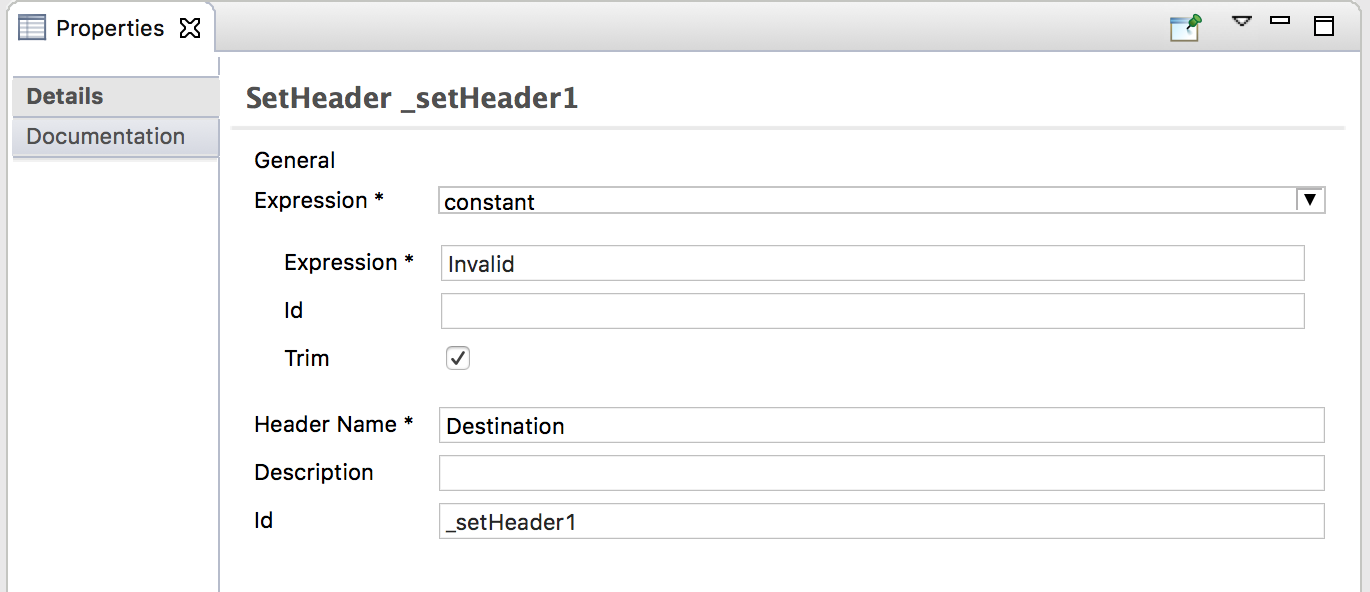 Properties
Details
Documentation
SetHeader _setHeader1
General
Expression * constant
Expression * Invalid
Id
Trim
Header Name * Destination
Description
Id _setHeader1